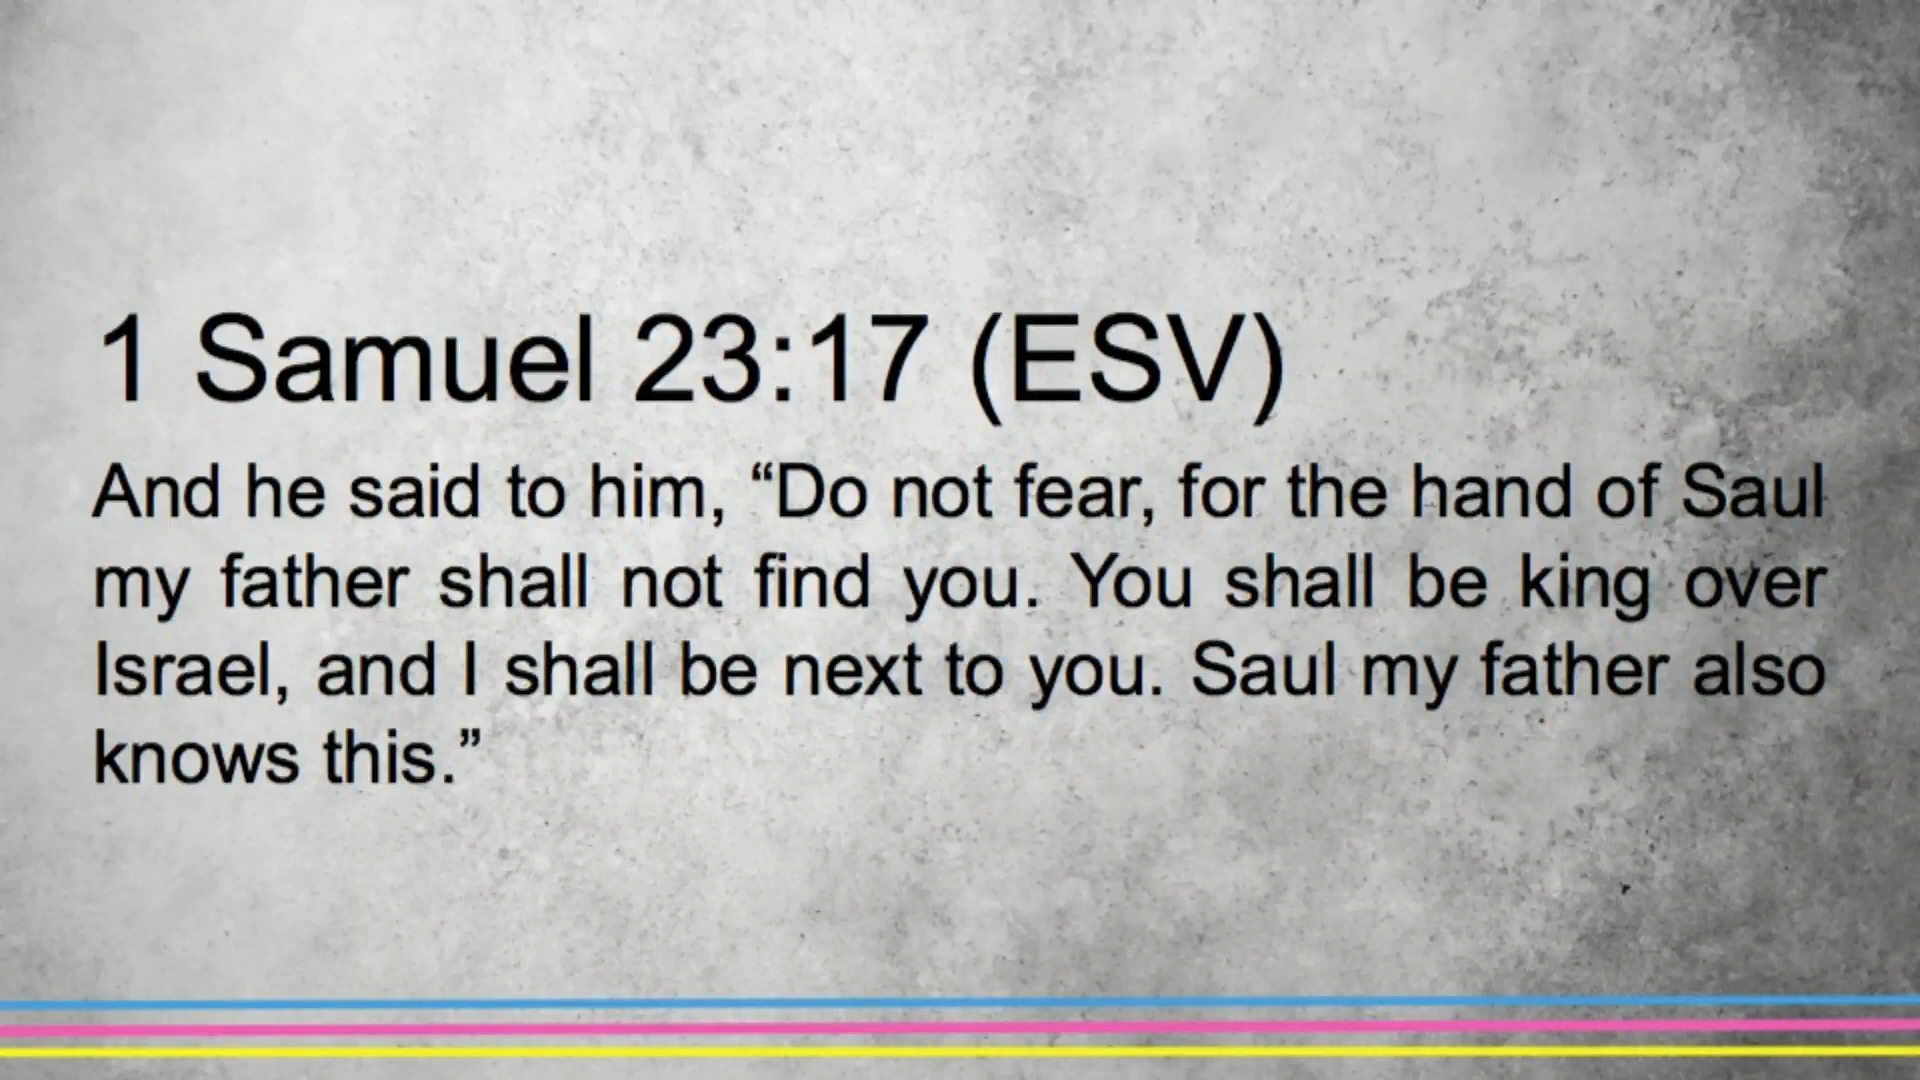 1 Samuel 23:17 (ESV)
And he said to him, “Do not fear, for the hand of Saul
my father shall not find you. You shall be king over
Israel, and I shall be next to you. Saul my father also
knows this.”